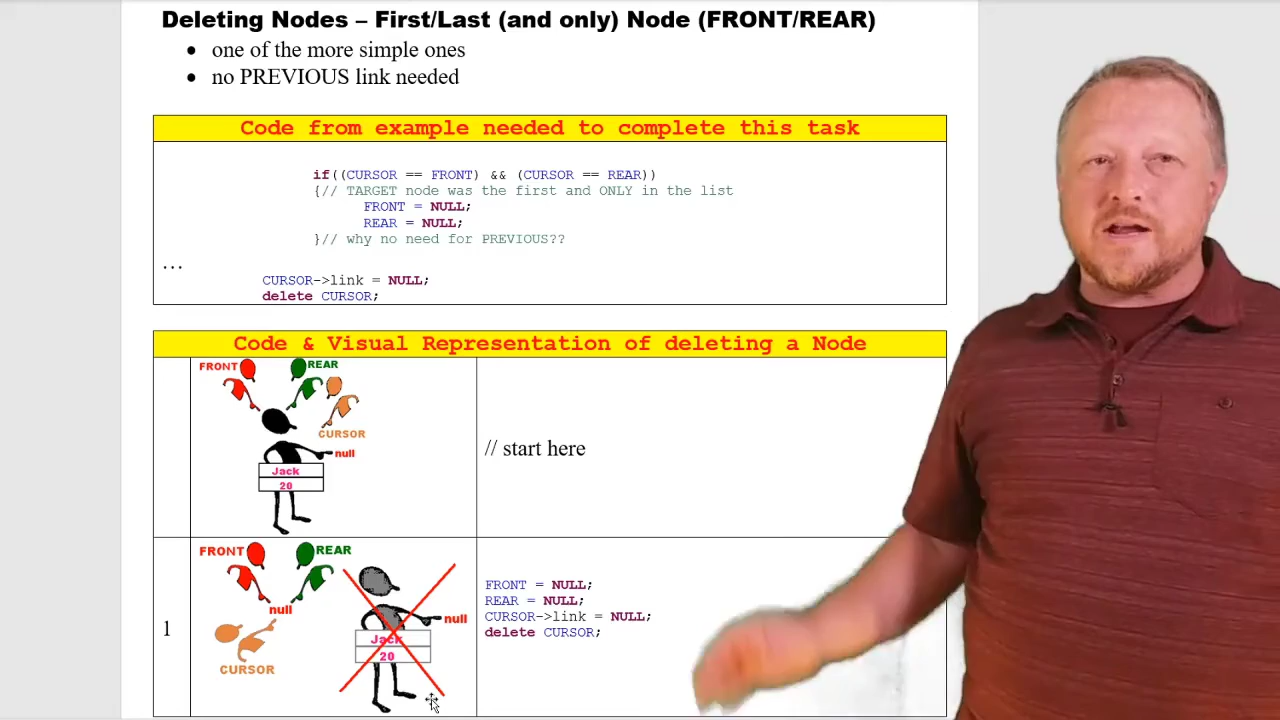 Deleting Nodes – First/Last (and only) Node (FRONT/REAR)
• one of the more simple ones
• no PREVIOUS link needed
Code from example needed to complete this task
if((CURSOR == FRONT) && (CURSOR == REAR))
{// TARGET node was the first and ONLY in the list
FRONT = NULL;
REAR = NULL;
}// why no need for PREVIOUS??
…
CURSOR->link = NULL;
delete CURSOR;
Code & Visual Representation of deleting a Node
FRONT
REAR
CURSOR
null
Jack
20
// start here
1
FRONT
REAR
null
CURSOR
null
Jack
20
FRONT = NULL;
REAR = NULL;
CURSOR->link = NULL;
delete CURSOR;